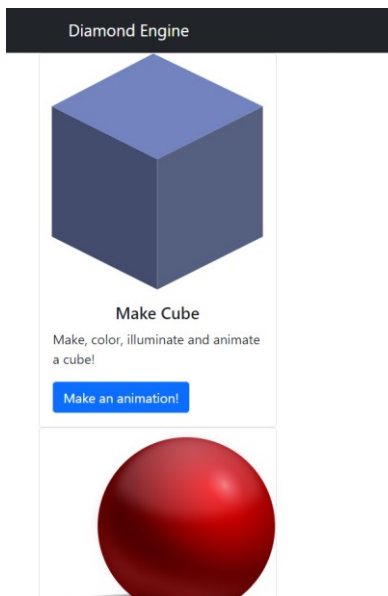 Diamond Engine
Make Cube
Make, color, illuminate and animate
a cube!
Make an animation!